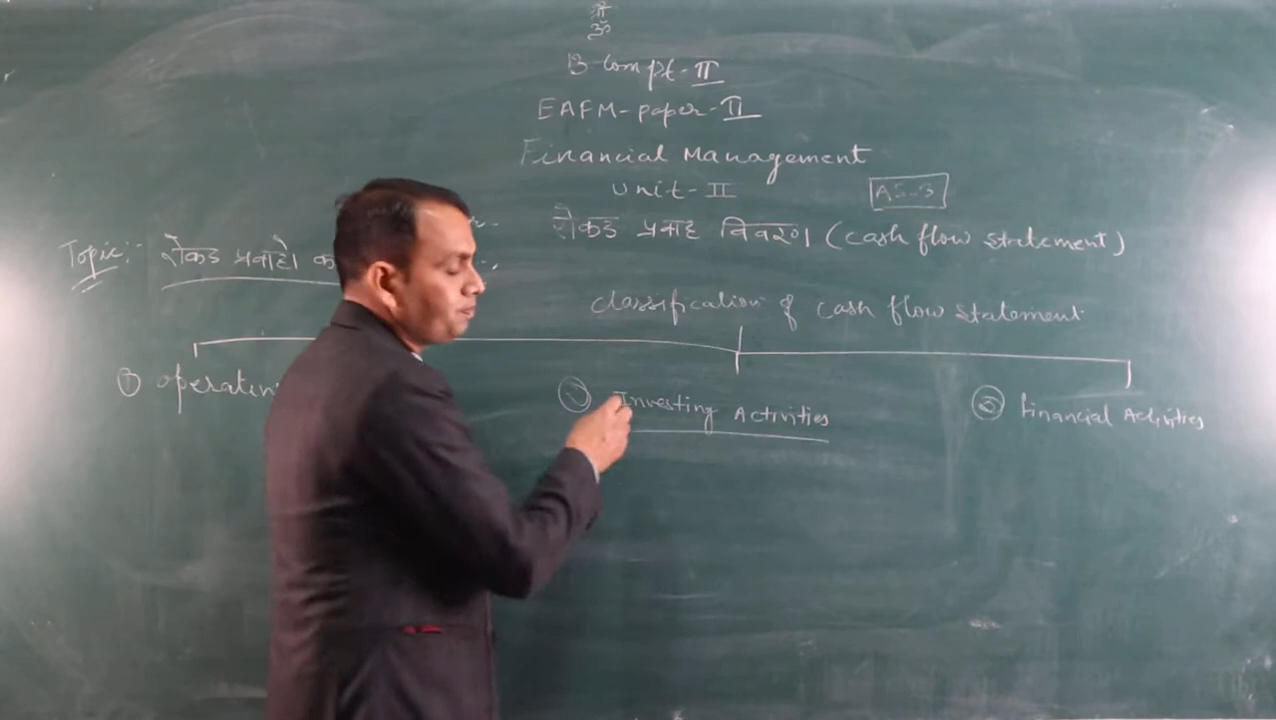 ॐ
B.Com pt-II
EAFM-paper-II
Financial Management
Unit-II
AS-3
रोकड प्रवाह विवरण (cash flow statement)
Topic:- रोकड प्रवाहो का
classification of cash flow statement
① operatin
② Investing Activities
③ financial Activities